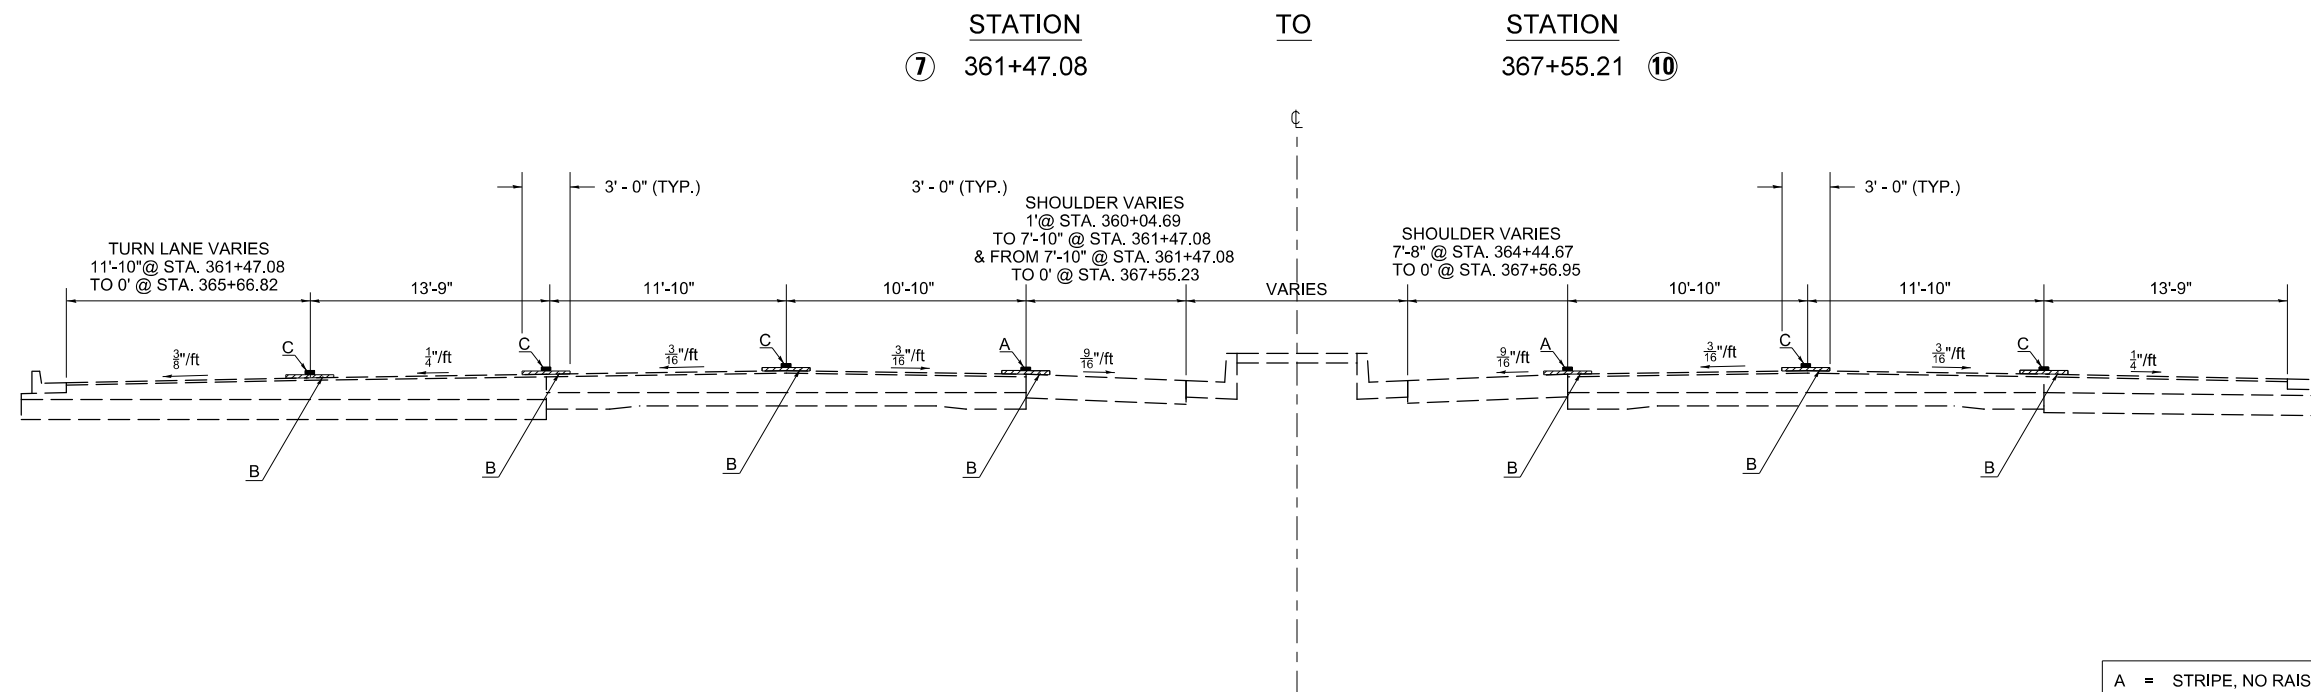 STATION TO STATION
7 361+47.08 367+55.21 10
℄
3' - 0" (TYP.) 3' - 0" (TYP.) 3' - 0" (TYP.)
SHOULDER VARIES
1'@ STA. 360+04.69
TO 7'-10" @ STA. 361+47.08
& FROM 7'-10" @ STA. 361+47.08
TO 0' @ STA. 367+55.23
TURN LANE VARIES
11'-10"@ STA. 361+47.08
TO 0' @ STA. 365+66.82
SHOULDER VARIES
7'-8" @ STA. 364+44.67
TO 0' @ STA. 367+56.95
13'-9" 11'-10" 10'-10" VARIES 10'-10" 11'-10" 13'-9"
3/8"/ft C 1/4"/ft C 3/16"/ft C 3/16"/ft A 9/16"/ft 9/16"/ft A 3/16"/ft C 3/16"/ft C 1/4"/ft
B B B B B B B
A = STRIPE, NO RAIS